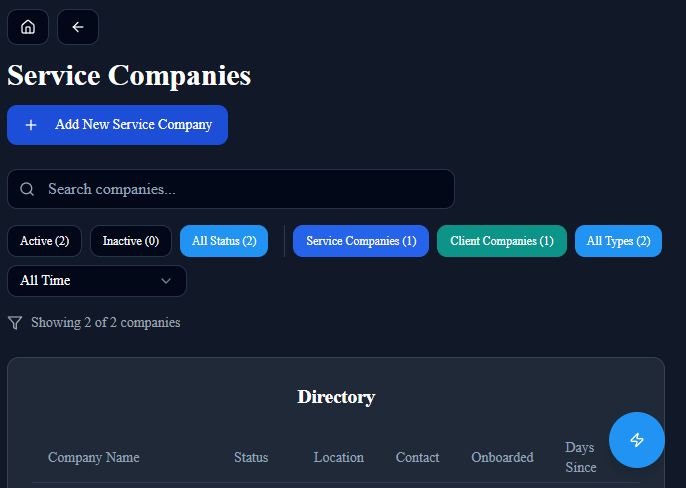 Service Companies
Add New Service Company
Search companies...
Active (2) Inactive (0) All Status (2) Service Companies (1) Client Companies (1) All Types (2)
All Time
Showing 2 of 2 companies
Directory
Company Name Status Location Contact Onboarded Days Since